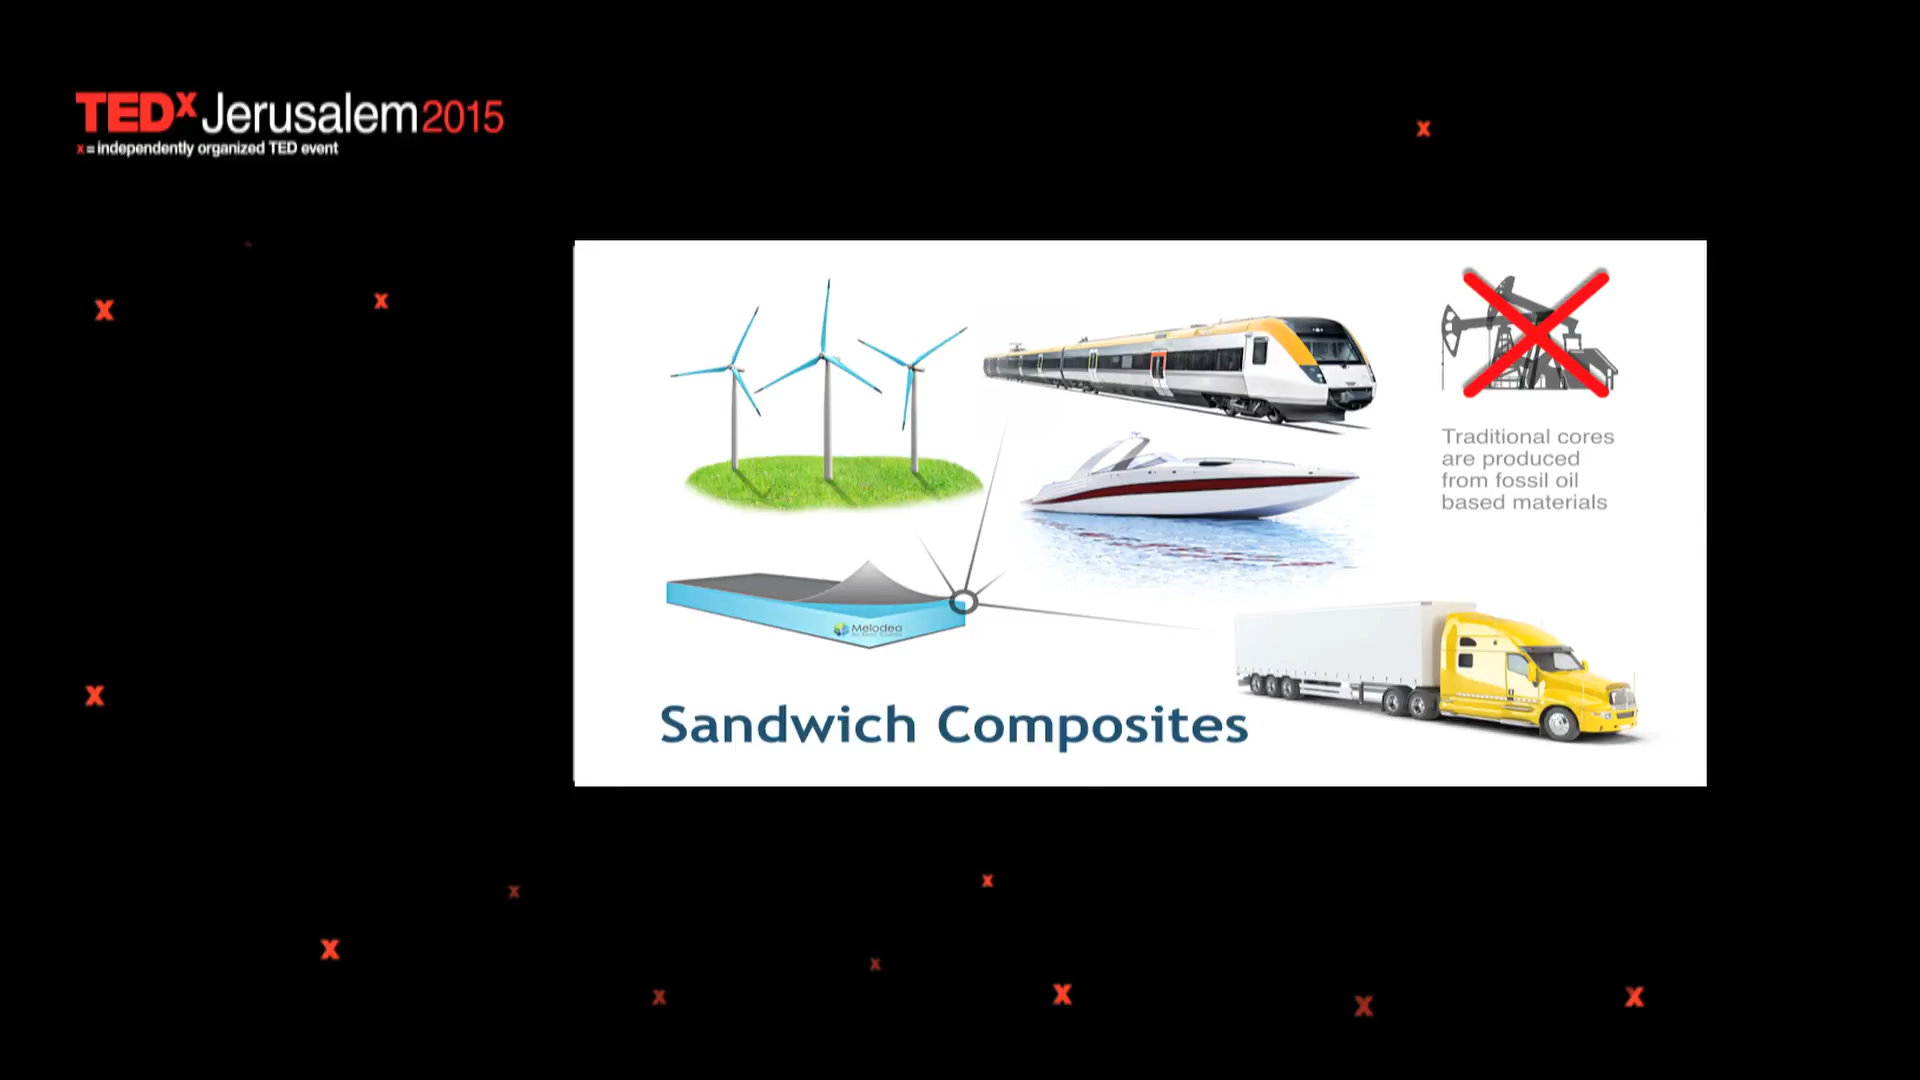 TEDxJerusalem2015
x=independently organized TED event
Traditional cores
are produced
from fossil oil
based materials
Melodea
Sandwich Composites